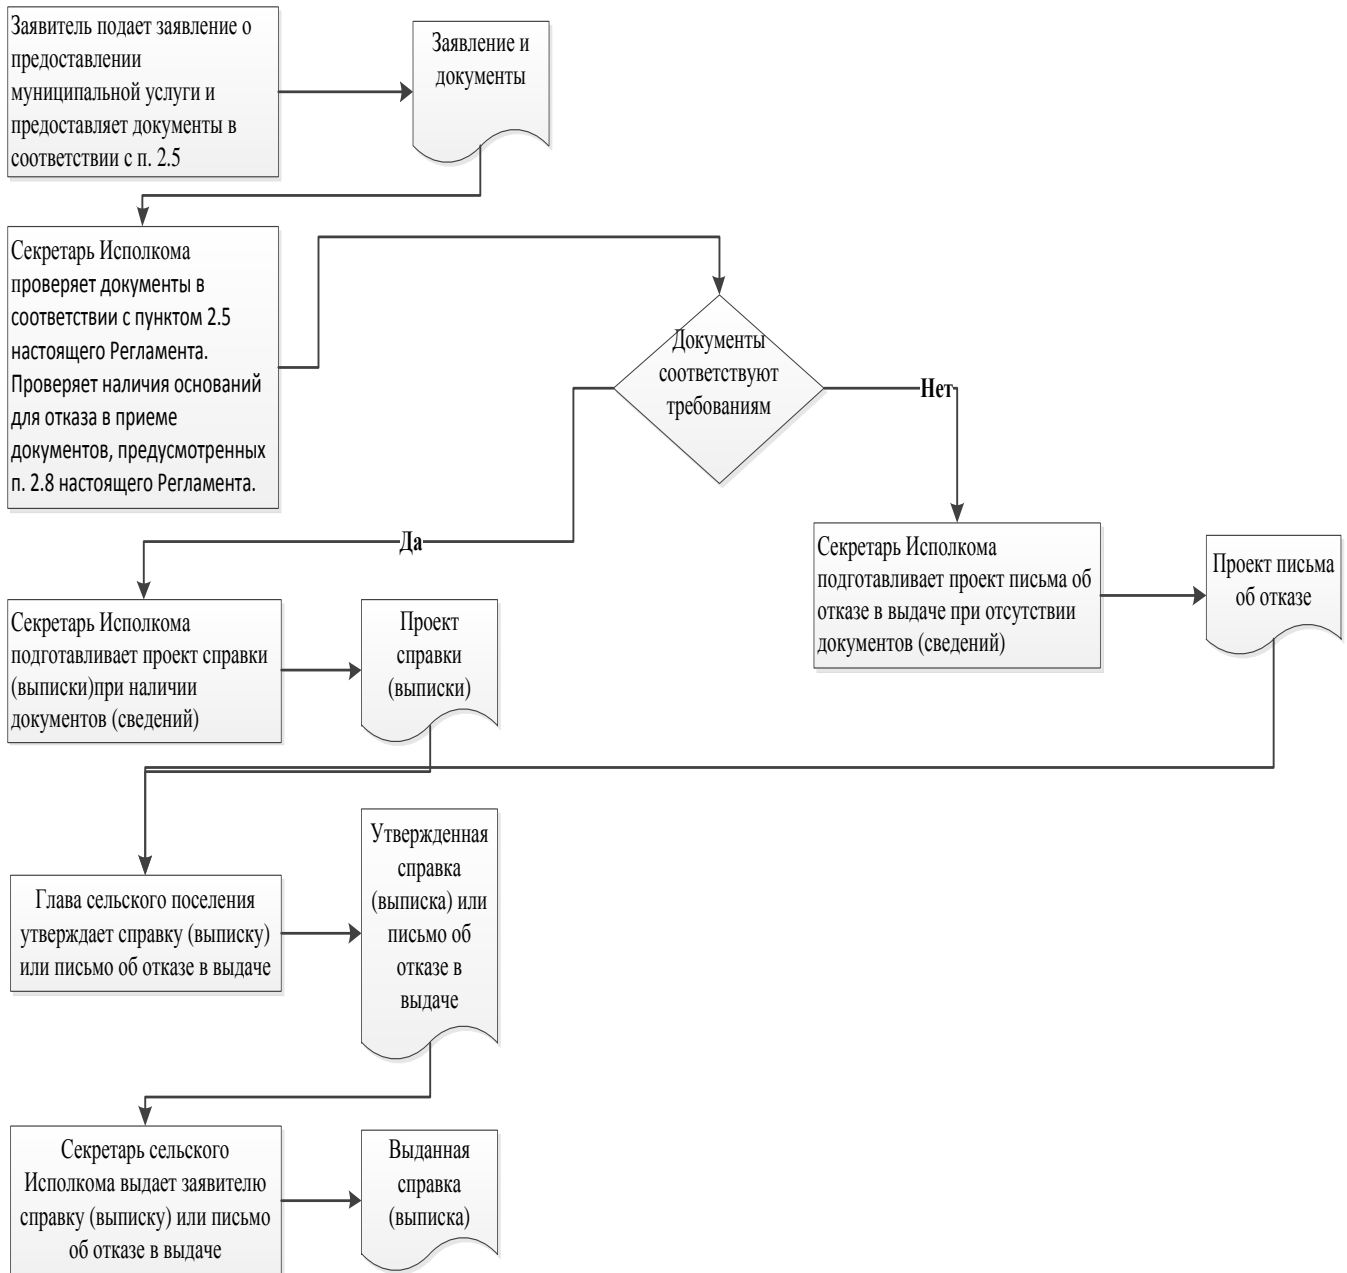 Заявитель подает заявление о
предоставлении
муниципальной услуги и
предоставляет документы в
соответствии с п. 2.5
Заявление и
документы
Секретарь Исполкома
проверяет документы в
соответствии с пунктом 2.5
настоящего Регламента.
Проверяет наличия оснований
для отказа в приеме
документов, предусмотренных
п. 2.8 настоящего Регламента.
Документы
соответствуют
требованиям
Нет
Да
Секретарь Исполкома
подготавливает проект письма об
отказе в выдаче при отсутствии
документов (сведений)
Проект письма
об отказе
Секретарь Исполкома
подготавливает проект справки
(выписки)при наличии
документов (сведений)
Проект
справки
(выписки)
Глава сельского поселения
утверждает справку (выписку)
или письмо об отказе в выдаче
Утвержденная
справка
(выписка) или
письмо об
отказе в
выдаче
Секретарь сельского
Исполкома выдает заявителю
справку (выписку) или письмо
об отказе в выдаче
Выданная
справка
(выписка)